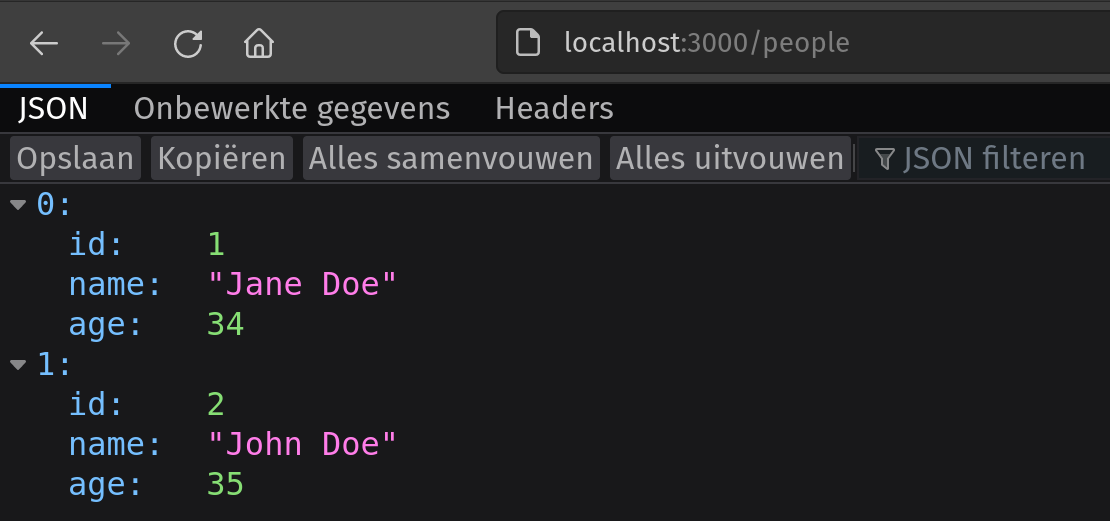 localhost:3000/people
JSON Onbewerkte gegevens Headers
Opslaan Kopiëren Alles samenvouwen Alles uitvouwen JSON filteren
0:
id: 1
name: "Jane Doe"
age: 34
1:
id: 2
name: "John Doe"
age: 35